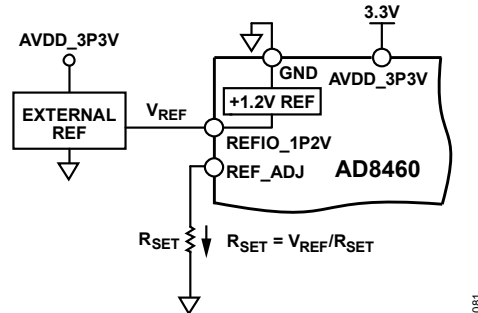 3.3V
AVDD_3P3V
GND
AVDD_3P3V
+1.2V REF
EXTERNAL
REF
VREF
REFIO_1P2V
REF_ADJ
AD8460
RSET
RSET = VREF/RSET
081